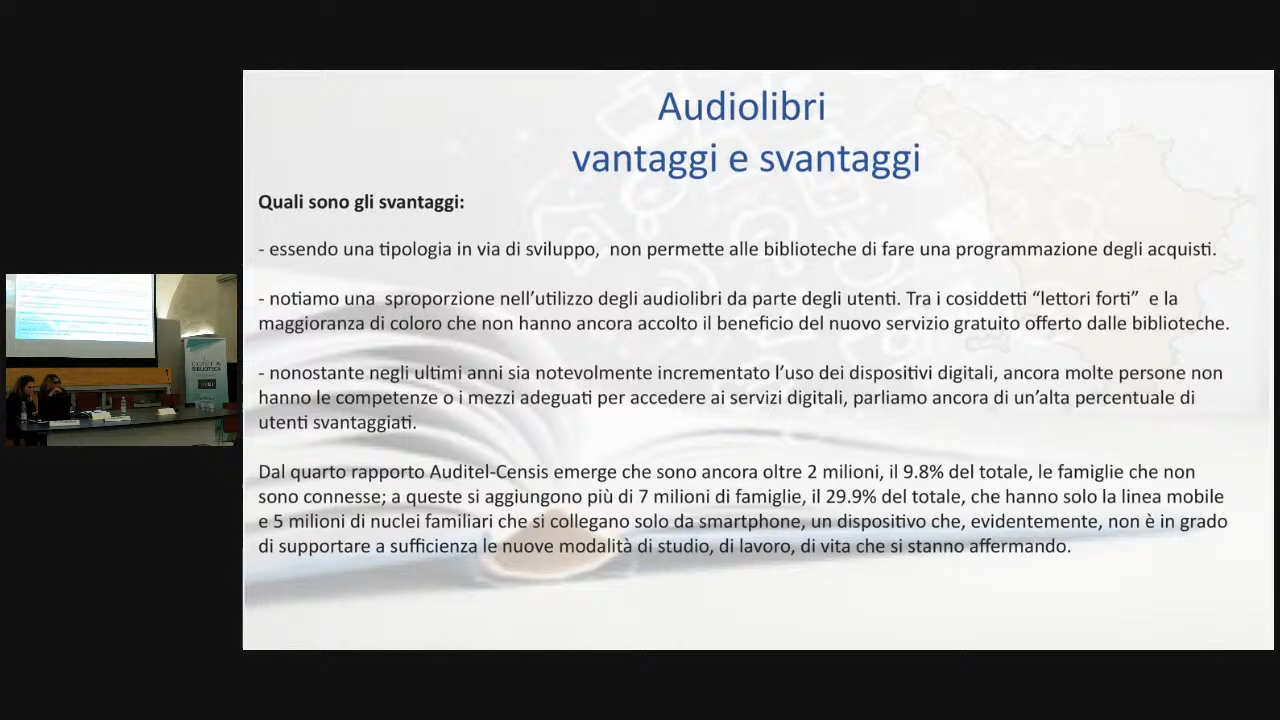 Audiolibri
vantaggi e svantaggi
Quali sono gli svantaggi:
- essendo una tipologia in via di sviluppo,  non permette alle biblioteche di fare una programmazione degli acquisti.
- notiamo una  sproporzione nell’utilizzo degli audiolibri da parte degli utenti. Tra i cosiddetti “lettori forti”  e la
maggioranza di coloro che non hanno ancora accolto il beneficio del nuovo servizio gratuito offerto dalle biblioteche.
- nonostante negli ultimi anni sia notevolmente incrementato l’uso dei dispositivi digitali, ancora molte persone non
hanno le competenze o i mezzi adeguati per accedere ai servizi digitali, parliamo ancora di un’alta percentuale di
utenti svantaggiati.
Dal quarto rapporto Auditel-Censis emerge che sono ancora oltre 2 milioni, il 9.8% del totale, le famiglie che non
sono connesse; a queste si aggiungono più di 7 milioni di famiglie, il 29.9% del totale, che hanno solo la linea mobile
e 5 milioni di nuclei familiari che si collegano solo da smartphone, un dispositivo che, evidentemente, non è in grado
di supportare a sufficienza le nuove modalità di studio, di lavoro, di vita che si stanno affermando.
BIBLIOTECA